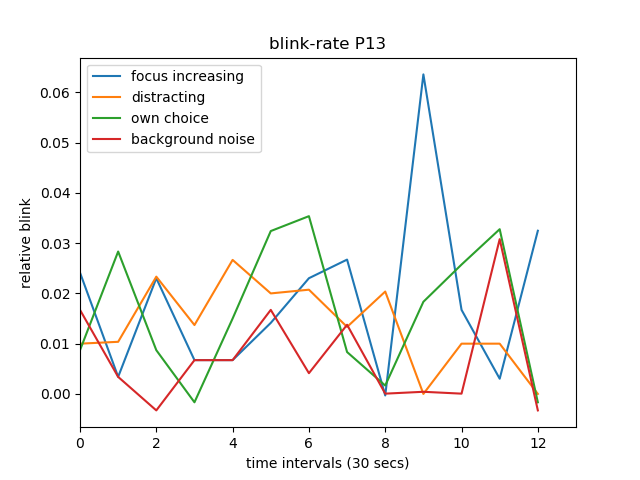 blink-rate P13
focus increasing
distracting
own choice
background noise
relative blink
0.06
0.05
0.04
0.03
0.02
0.01
0.00
0 2 4 6 8 10 12
time intervals (30 secs)